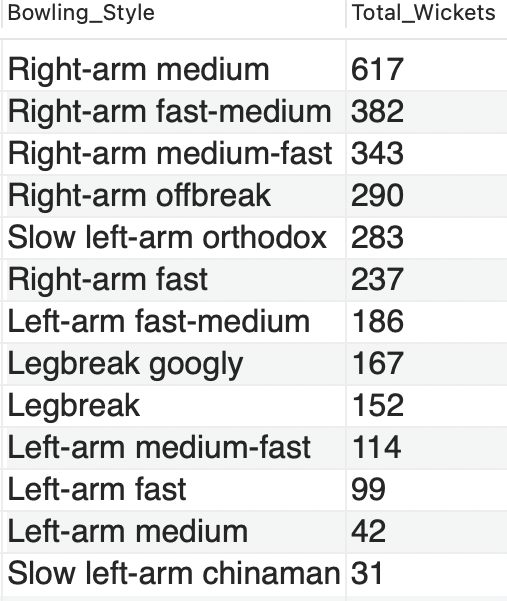 Bowling_Style Total_Wickets
Right-arm medium 617
Right-arm fast-medium 382
Right-arm medium-fast 343
Right-arm offbreak 290
Slow left-arm orthodox 283
Right-arm fast 237
Left-arm fast-medium 186
Legbreak googly 167
Legbreak 152
Left-arm medium-fast 114
Left-arm fast 99
Left-arm medium 42
Slow left-arm chinaman 31